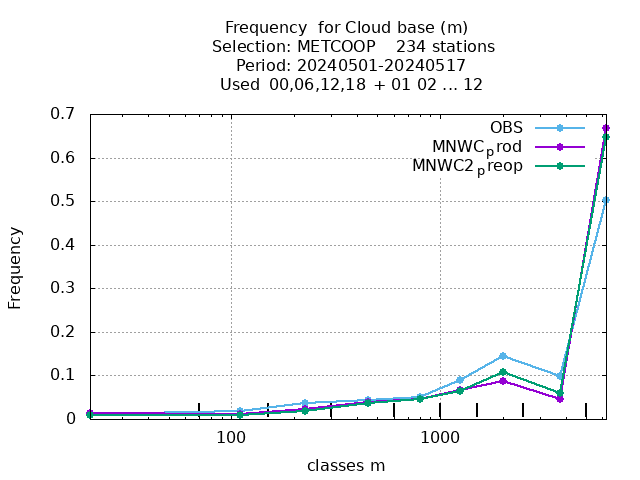 Frequency  for Cloud base (m)
Selection: METCOOP    234 stations
Period: 20240501-20240517
Used  00,06,12,18  + 01 02 ... 12
0.7
0.6
0.5
0.4
0.3
0.2
0.1
0
Frequency
OBS
MNWCprod
MNWC2preop
100
1000
classes m